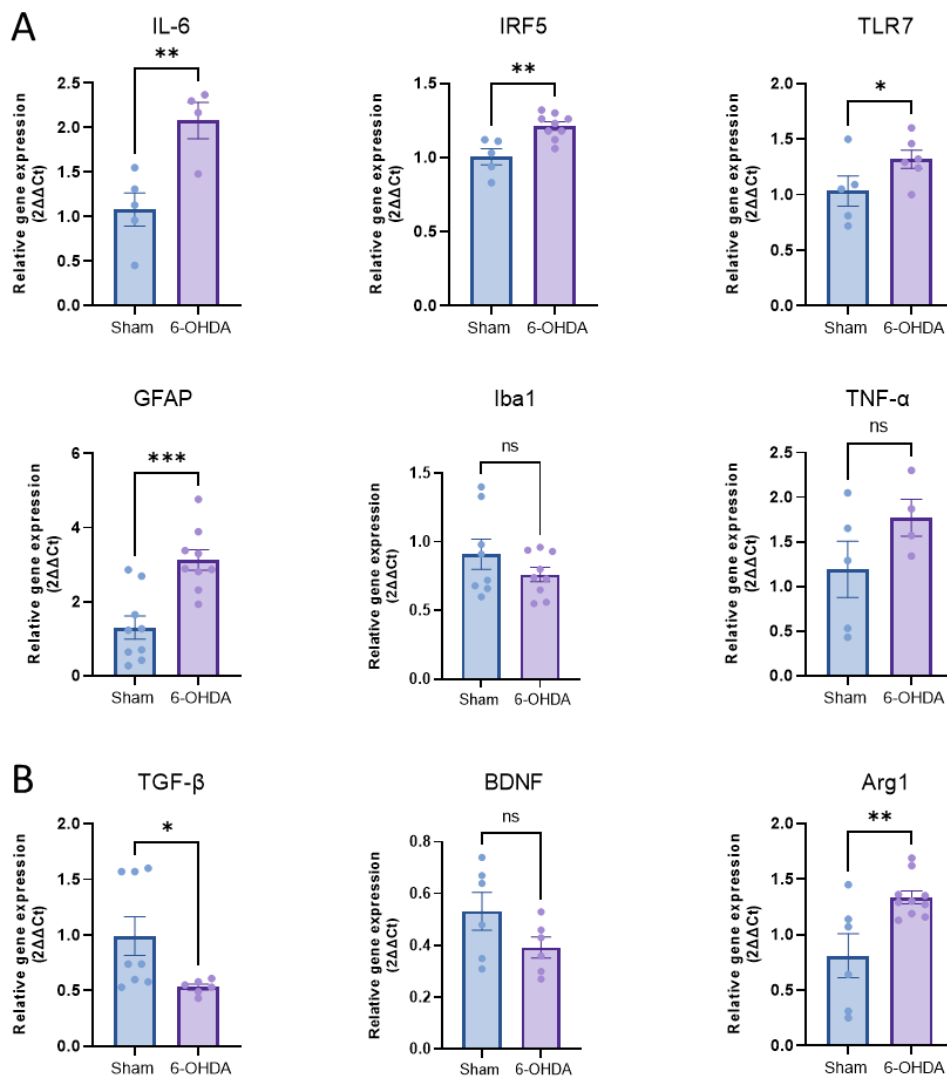 A
IL-6
**
Relative gene expression
(2ΔΔCt)
2.5
2.0
1.5
1.0
0.5
0.0
Sham 6-OHDA
IRF5
**
Relative gene expression
(2ΔΔCt)
1.5
1.0
0.5
0.0
Sham 6-OHDA
TLR7
*
Relative gene expression
(2ΔΔCt)
2.0
1.5
1.0
0.5
0.0
Sham 6-OHDA
GFAP
***
Relative gene expression
(2ΔΔCt)
6
4
2
0
Sham 6-OHDA
Iba1
ns
Relative gene expression
(2ΔΔCt)
1.5
1.0
0.5
0.0
Sham 6-OHDA
TNF-α
ns
Relative gene expression
(2ΔΔCt)
2.5
2.0
1.5
1.0
0.5
0.0
Sham 6-OHDA
B
TGF-β
*
Relative gene expression
(2ΔΔCt)
2.0
1.5
1.0
0.5
0.0
Sham 6-OHDA
BDNF
ns
Relative gene expression
(2ΔΔCt)
0.8
0.6
0.4
0.2
0.0
Sham 6-OHDA
Arg1
**
Relative gene expression
(2ΔΔCt)
2.0
1.5
1.0
0.5
0.0
Sham 6-OHDA